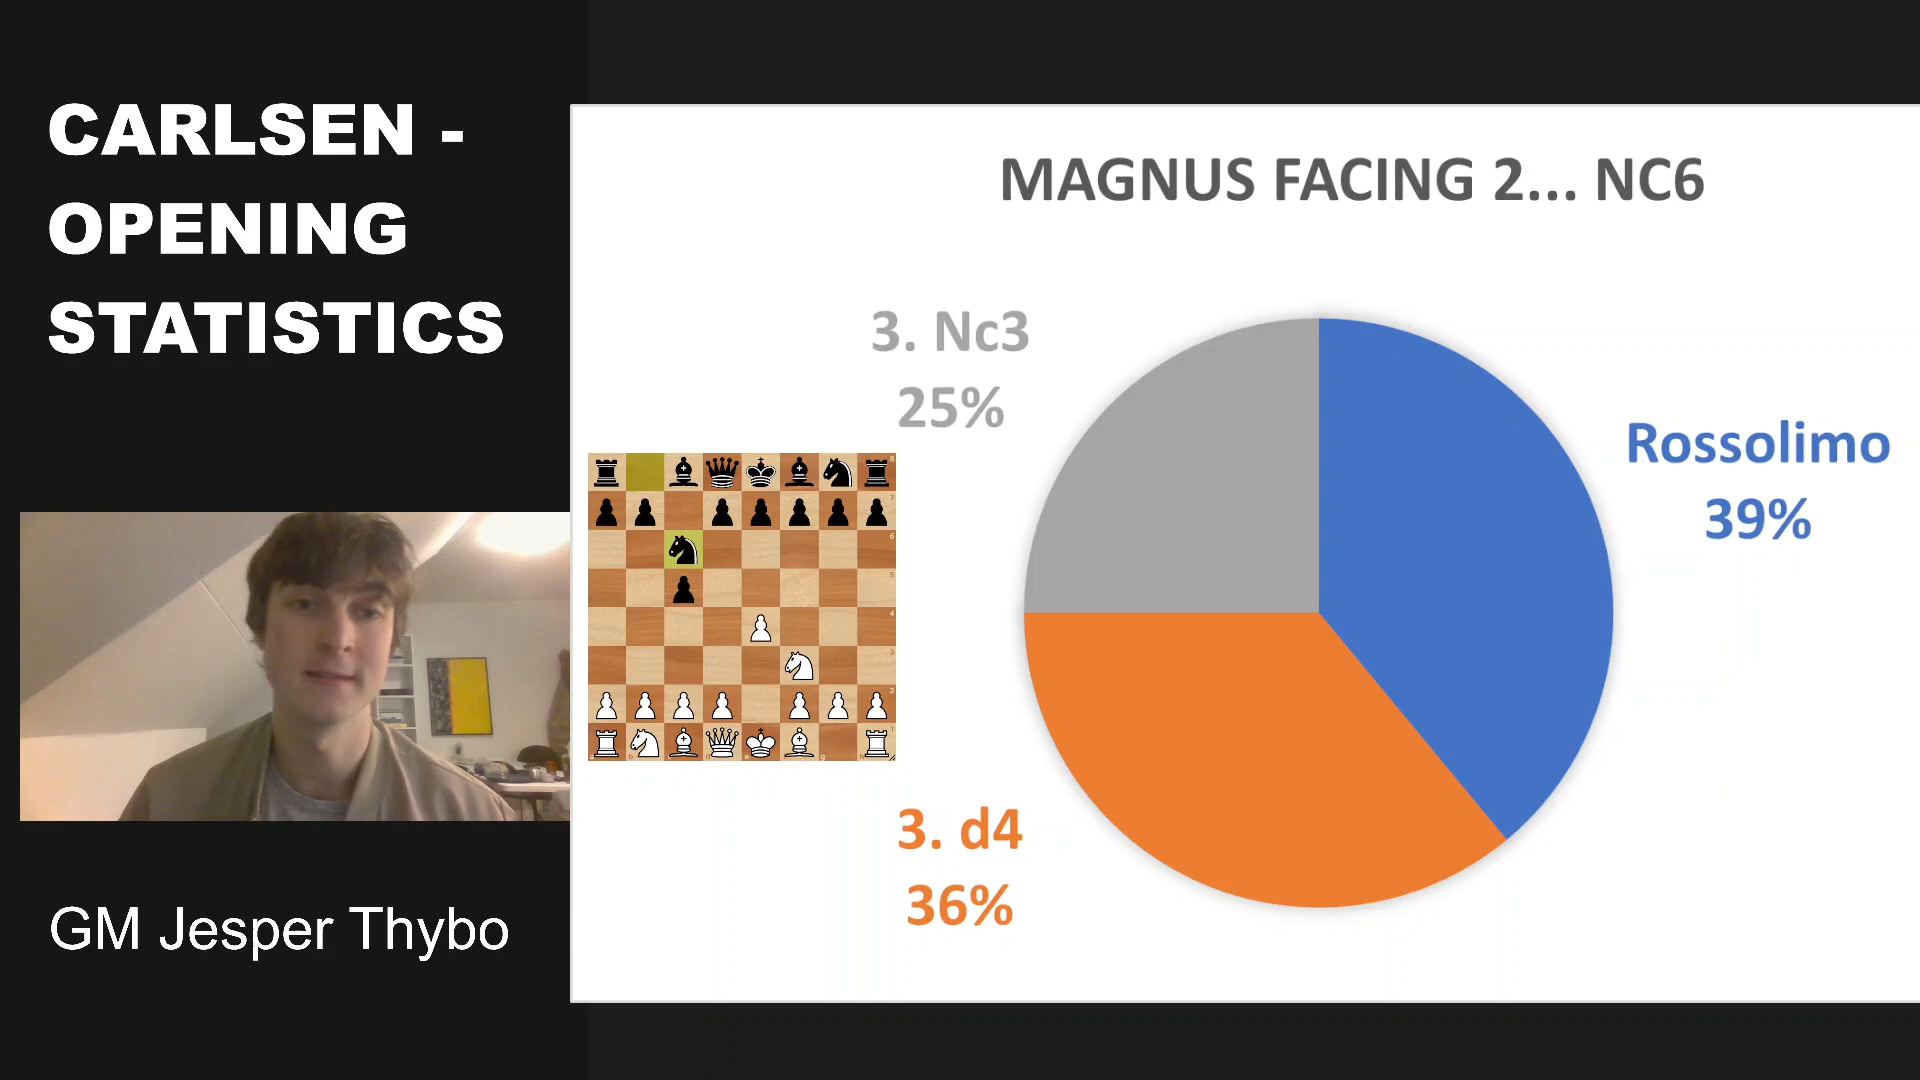 CARLSEN -
OPENING
STATISTICS
GM Jesper Thybo
MAGNUS FACING 2... NC6
3. Nc3
25%
Rossolimo
39%
3. d4
36%